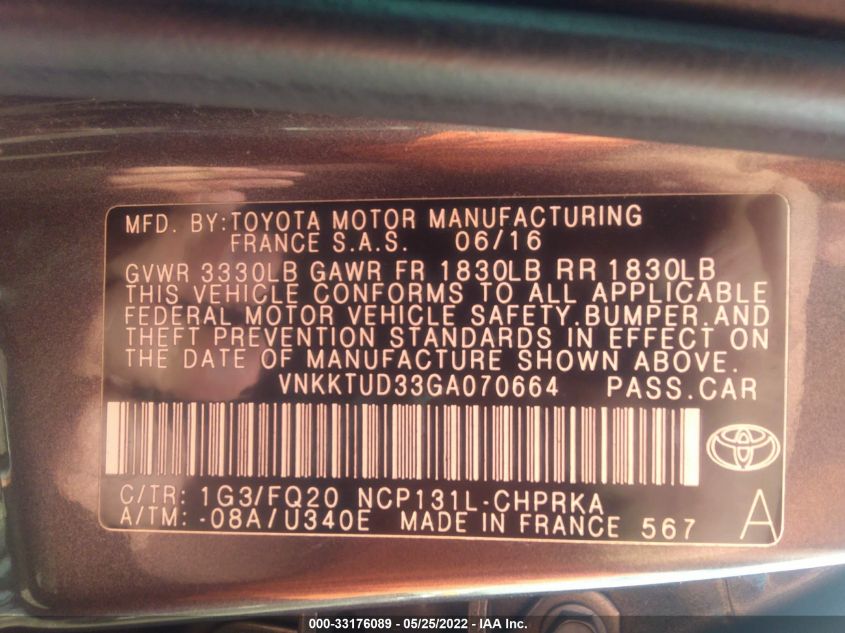 MFD. BY:TOYOTA MOTOR MANUFACTURING
FRANCE S.A.S. 06/16
GVWR 3330LB GAWR FR 1830LB RR 1830LB
THIS VEHICLE CONFORMS TO ALL APPLICABLE
FEDERAL MOTOR VEHICLE SAFETY,BUMPER,AND
THEFT PREVENTION STANDARDS IN EFFECT ON
THE DATE OF MANUFACTURE SHOWN ABOVE.
VNKKTUD33GA070664 PASS.CAR
C/TR: 1G3/FQ20 NCP131L-CHPRKA
A/TM: -08A/U340E MADE IN FRANCE 567 A
000-33176089 - 05/25/2022 - IAA Inc.